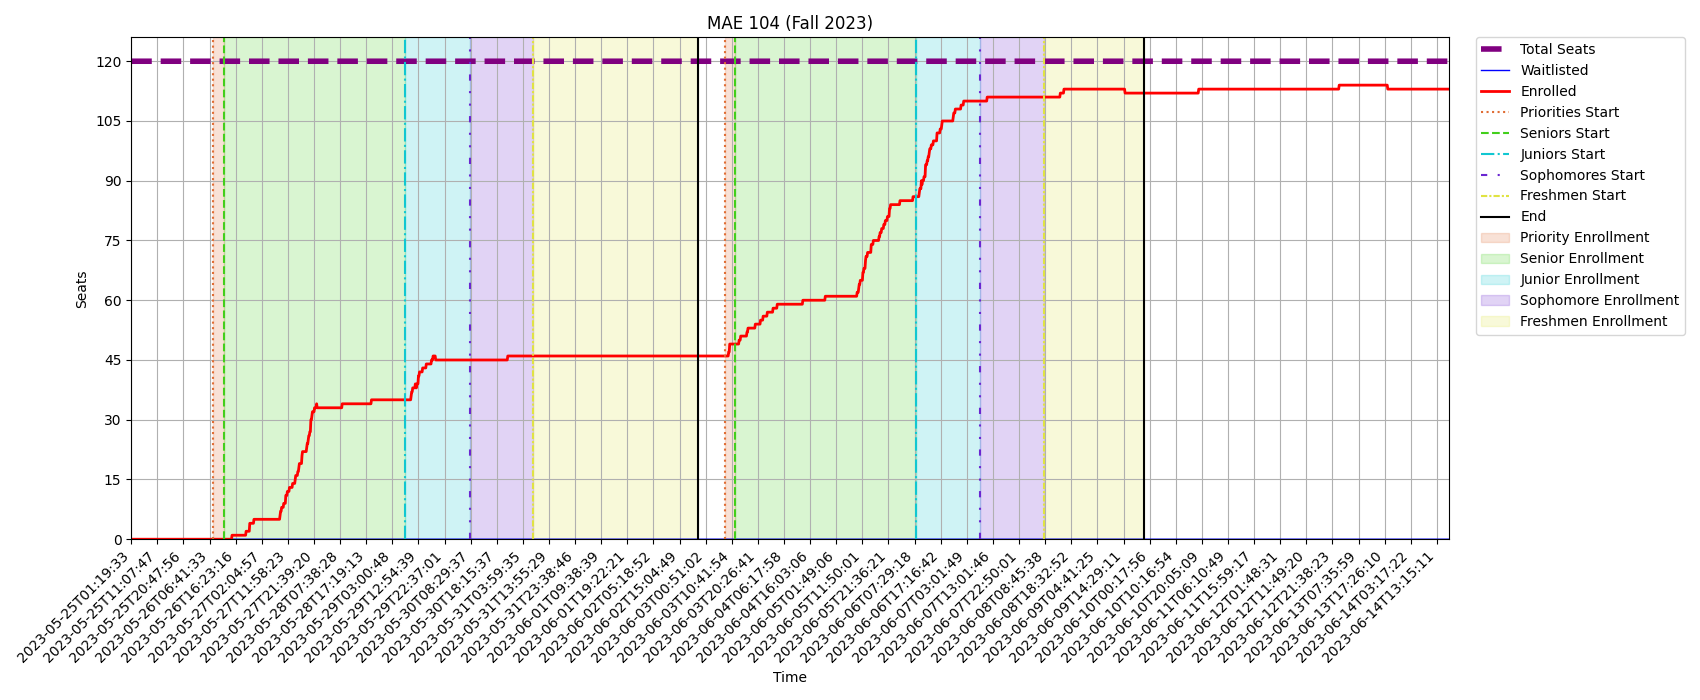 MAE 104 (Fall 2023)
Seats
120
105
90
75
60
45
30
15
0
2023-05-25T01:19:33
2023-05-25T11:07:47
2023-05-25T20:47:56
2023-05-26T06:41:33
2023-05-26T16:23:16
2023-05-27T02:04:57
2023-05-27T11:58:23
2023-05-27T21:39:20
2023-05-28T07:38:28
2023-05-28T17:19:13
2023-05-29T03:00:48
2023-05-29T12:54:39
2023-05-29T22:37:01
2023-05-30T08:29:37
2023-05-30T18:15:37
2023-05-31T03:59:35
2023-05-31T13:55:29
2023-05-31T23:38:46
2023-06-01T09:38:39
2023-06-01T19:22:21
2023-06-02T05:18:52
2023-06-02T15:04:49
2023-06-03T00:51:02
2023-06-03T10:41:54
2023-06-03T20:26:41
2023-06-04T06:17:58
2023-06-04T16:03:06
2023-06-05T01:49:06
2023-06-05T11:50:01
2023-06-05T21:36:21
2023-06-06T07:29:18
2023-06-06T17:16:42
2023-06-07T03:01:49
2023-06-07T13:01:46
2023-06-07T22:50:01
2023-06-08T08:45:38
2023-06-08T18:32:52
2023-06-09T04:41:25
2023-06-09T14:29:11
2023-06-10T00:17:56
2023-06-10T10:16:54
2023-06-10T20:05:09
2023-06-11T06:10:49
2023-06-11T15:59:17
2023-06-12T01:48:31
2023-06-12T11:49:20
2023-06-12T21:38:23
2023-06-13T07:35:59
2023-06-13T17:26:10
2023-06-14T03:17:22
2023-06-14T13:15:11
Time
Total Seats
Waitlisted
Enrolled
Priorities Start
Seniors Start
Juniors Start
Sophomores Start
Freshmen Start
End
Priority Enrollment
Senior Enrollment
Junior Enrollment
Sophomore Enrollment
Freshmen Enrollment